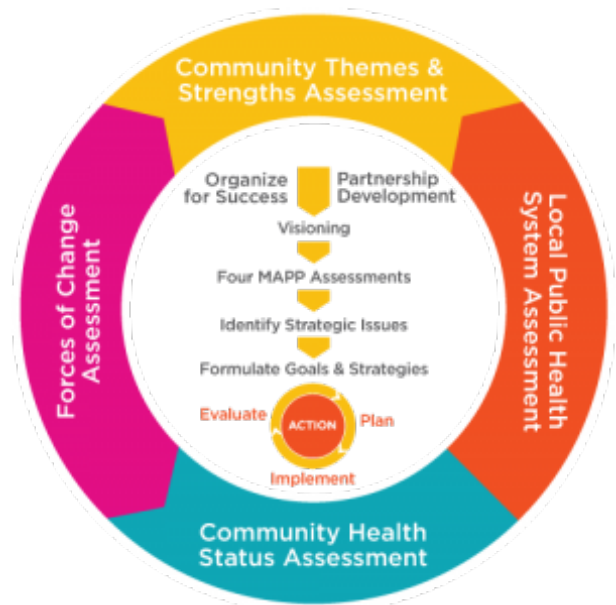 Community Themes &
Strengths Assessment
Organize
for Success
Partnership
Development
Visioning
Four MAPP Assessments
Identify Strategic Issues
Formulate Goals & Strategies
Evaluate
ACTION
Plan
Implement
Forces of Change
Assessment
Local Public Health
System Assessment
Community Health
Status Assessment